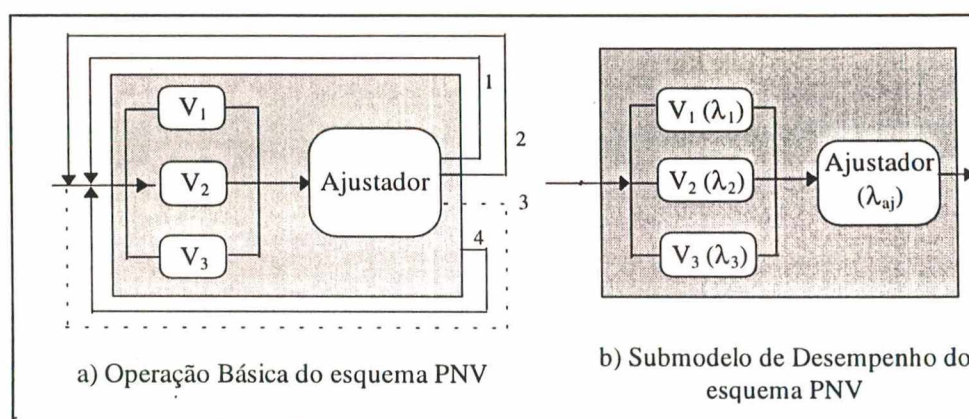 V1
V2
V3
Ajustador
1
2
3
4
a) Operação Básica do esquema PNV
V1 (λ1)
V2 (λ2)
V3 (λ3)
Ajustador
(λaj)
b) Submodelo de Desempenho do
esquema PNV